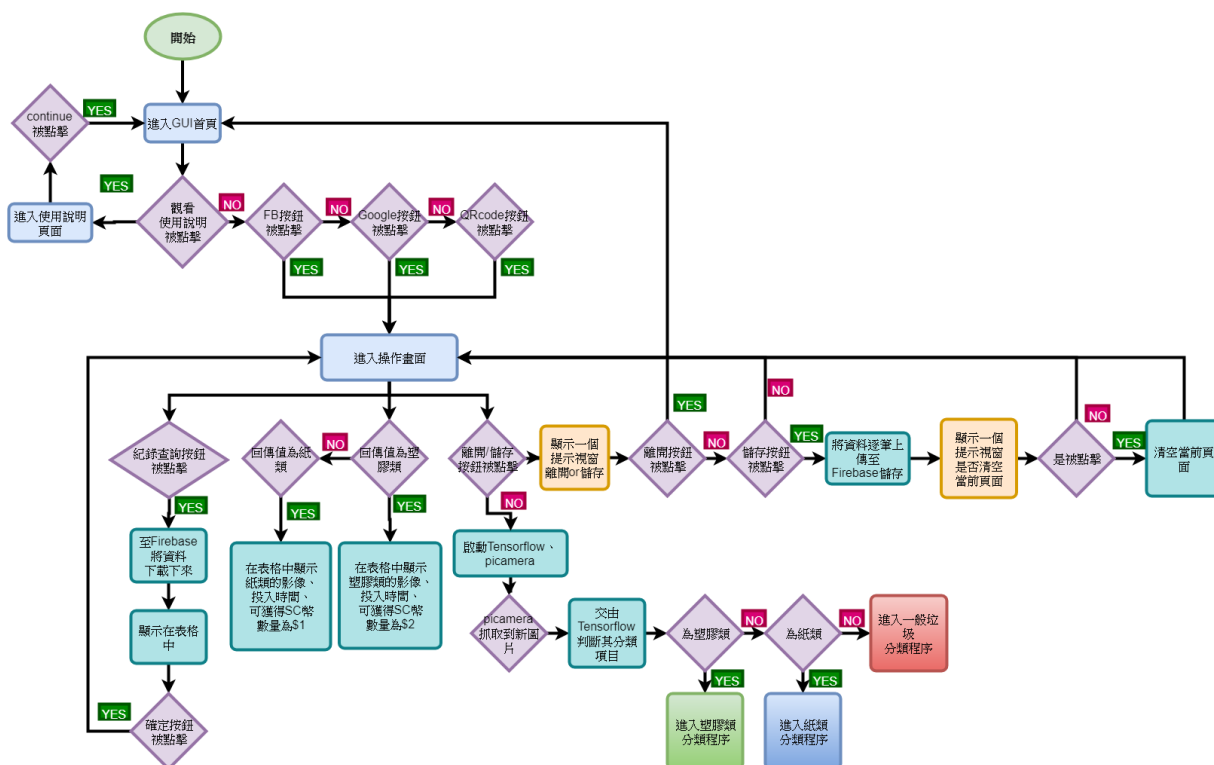 開始
continue
被點擊
YES
進入GUI首頁
YES
進入使用說明
頁面
觀看
使用說明
被點擊
NO
FB按鈕
被點擊
NO
Google按鈕
被點擊
NO
QRcode按鈕
被點擊
YES
YES
YES
進入操作畫面
紀錄查詢按鈕
被點擊
YES
至Firebase
將資料
下載下來
顯示在表格
中
確定按鈕
被點擊
YES
回傳值為紙
類
NO
回傳值為塑
膠類
YES
YES
在表格中顯示
紙類的影像、
投入時間、
可獲得SC幣
數量為$1
在表格中顯示
塑膠類的影像、
投入時間、
可獲得SC幣
數量為$2
離開/儲存
按鈕被點擊
NO
顯示一個
提示視窗
離開or儲存
離開按鈕
被點擊
YES
NO
儲存按鈕
被點擊
NO
YES
將資料逐筆上
傳至
Firebase儲存
顯示一個
提示視窗
是否清空
當前頁面
是被點擊
NO
YES
清空當前頁
面
啟動Tensorflow、
picamera
picamera
抓取到新圖
片
交由
Tensorflow
判斷其分類
項目
為塑膠類
NO
YES
為紙類
NO
YES
進入一般垃
圾
分類程序
進入塑膠類
分類程序
進入紙類
分類程序